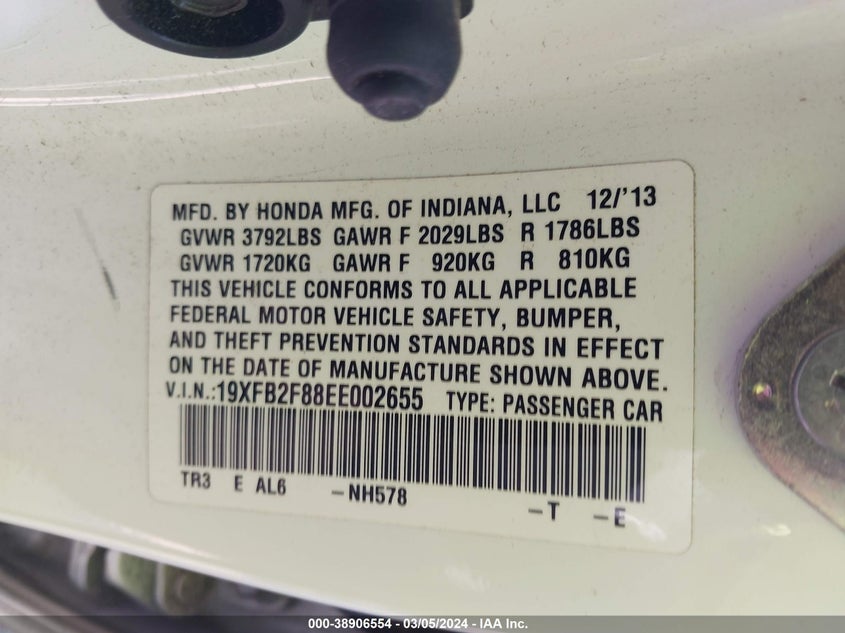 MFD. BY HONDA MFG. OF INDIANA, LLC 12/'13
GVWR 3792LBS GAWR F 2029LBS R 1786LBS
GVWR 1720KG GAWR F 920KG R 810KG
THIS VEHICLE CONFORMS TO ALL APPLICABLE
FEDERAL MOTOR VEHICLE SAFETY, BUMPER,
AND THEFT PREVENTION STANDARDS IN EFFECT
ON THE DATE OF MANUFACTURE SHOWN ABOVE.
V.I.N.:19XFB2F88EE002655 TYPE: PASSENGER CAR
TR3 E AL6 –NH578 –T –E
000-38906554 — 03/05/2024 — IAA Inc.